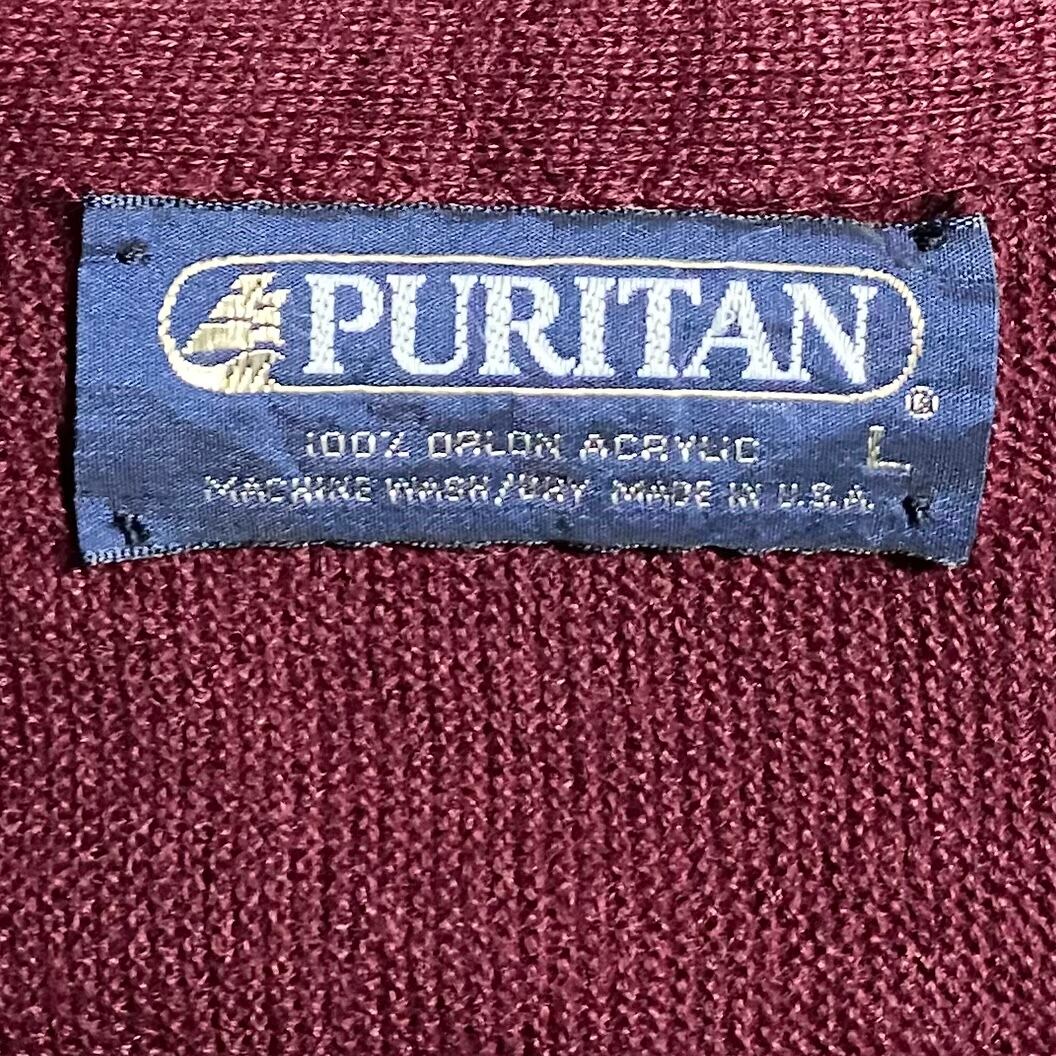 PURITAN®
100% ORLON ACRYLIC L
MACHINE WASH/DRY MADE IN U.S.A.